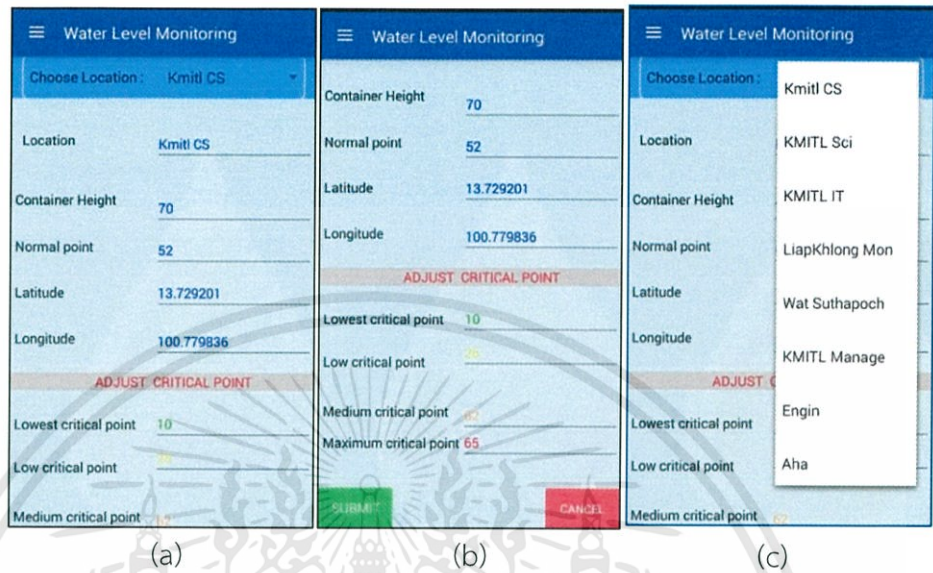 Water Level Monitoring
Choose Location : Kmitl CS
Location Kmitl CS
Container Height 70
Normal point 52
Latitude 13.729201
Longitude 100.779836
ADJUST CRITICAL POINT
Lowest critical point 10
Low critical point
Medium critical point
(a)
Water Level Monitoring
Container Height 70
Normal point 52
Latitude 13.729201
Longitude 100.779836
ADJUST CRITICAL POINT
Lowest critical point 10
Low critical point
Medium critical point 62
Maximum critical point 65
SUBMIT CANCEL
(b)
Water Level Monitoring
Choose Location :
Location
Container Height
Normal point
Latitude
Longitude
ADJUST
Lowest critical point
Low critical point
Medium critical point 62
Kmitl CS
KMITL Sci
KMITL IT
LiapKhlong Mon
Wat Suthapoch
KMITL Manage
Engin
Aha
(c)